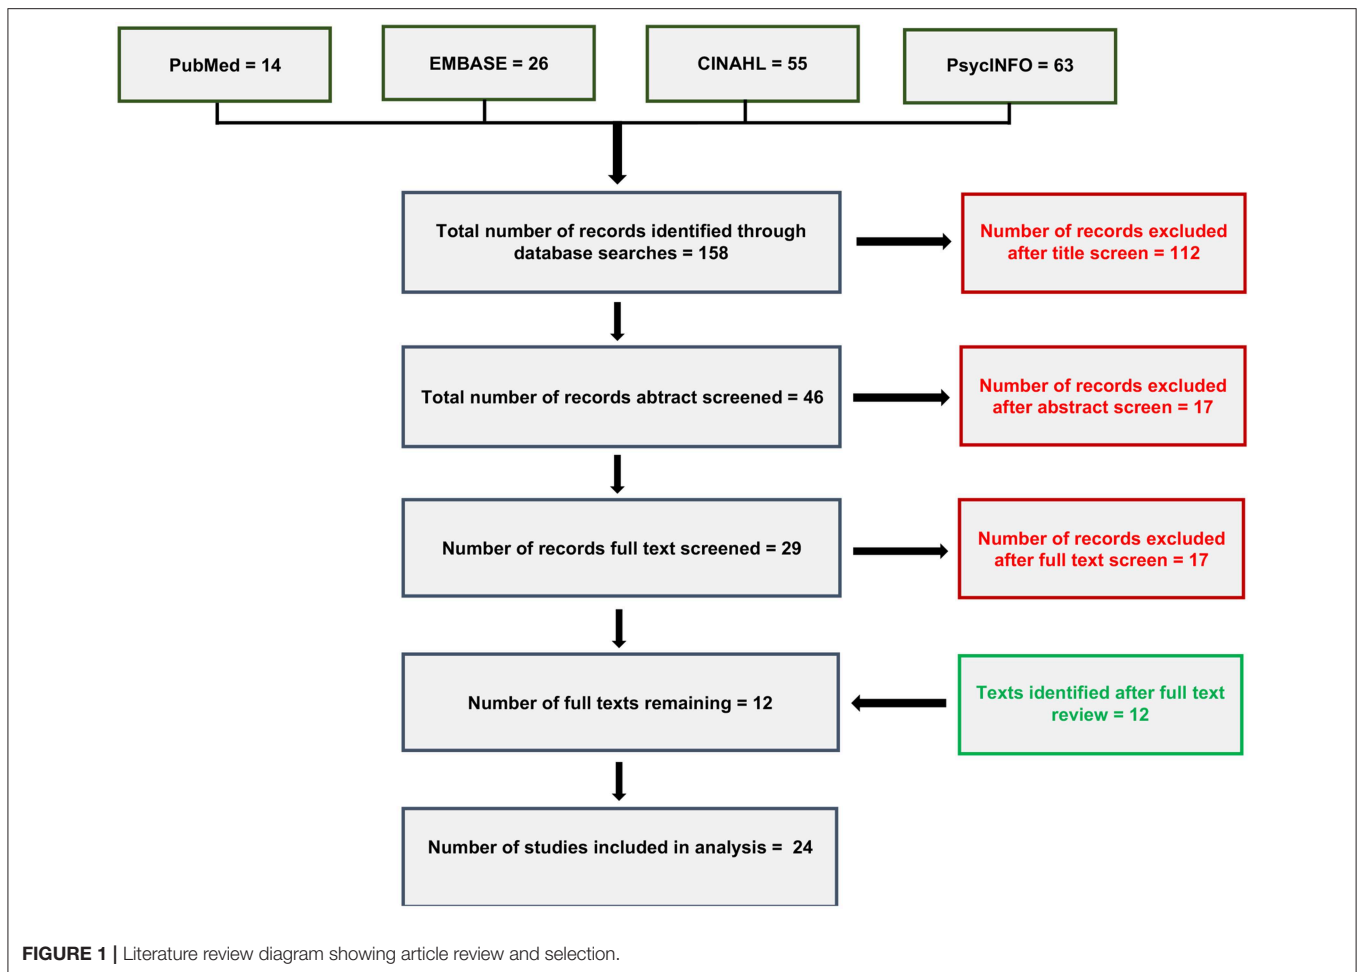 PubMed = 14
EMBASE = 26
CINAHL = 55
PsycINFO = 63
Total number of records identified through
database searches = 158
Number of records excluded
after title screen = 112
Total number of records abtract screened = 46
Number of records excluded
after abstract screen = 17
Number of records full text screened = 29
Number of records excluded
after full text screen = 17
Number of full texts remaining = 12
Texts identified after full text
review = 12
Number of studies included in analysis = 24
FIGURE 1 | Literature review diagram showing article review and selection.